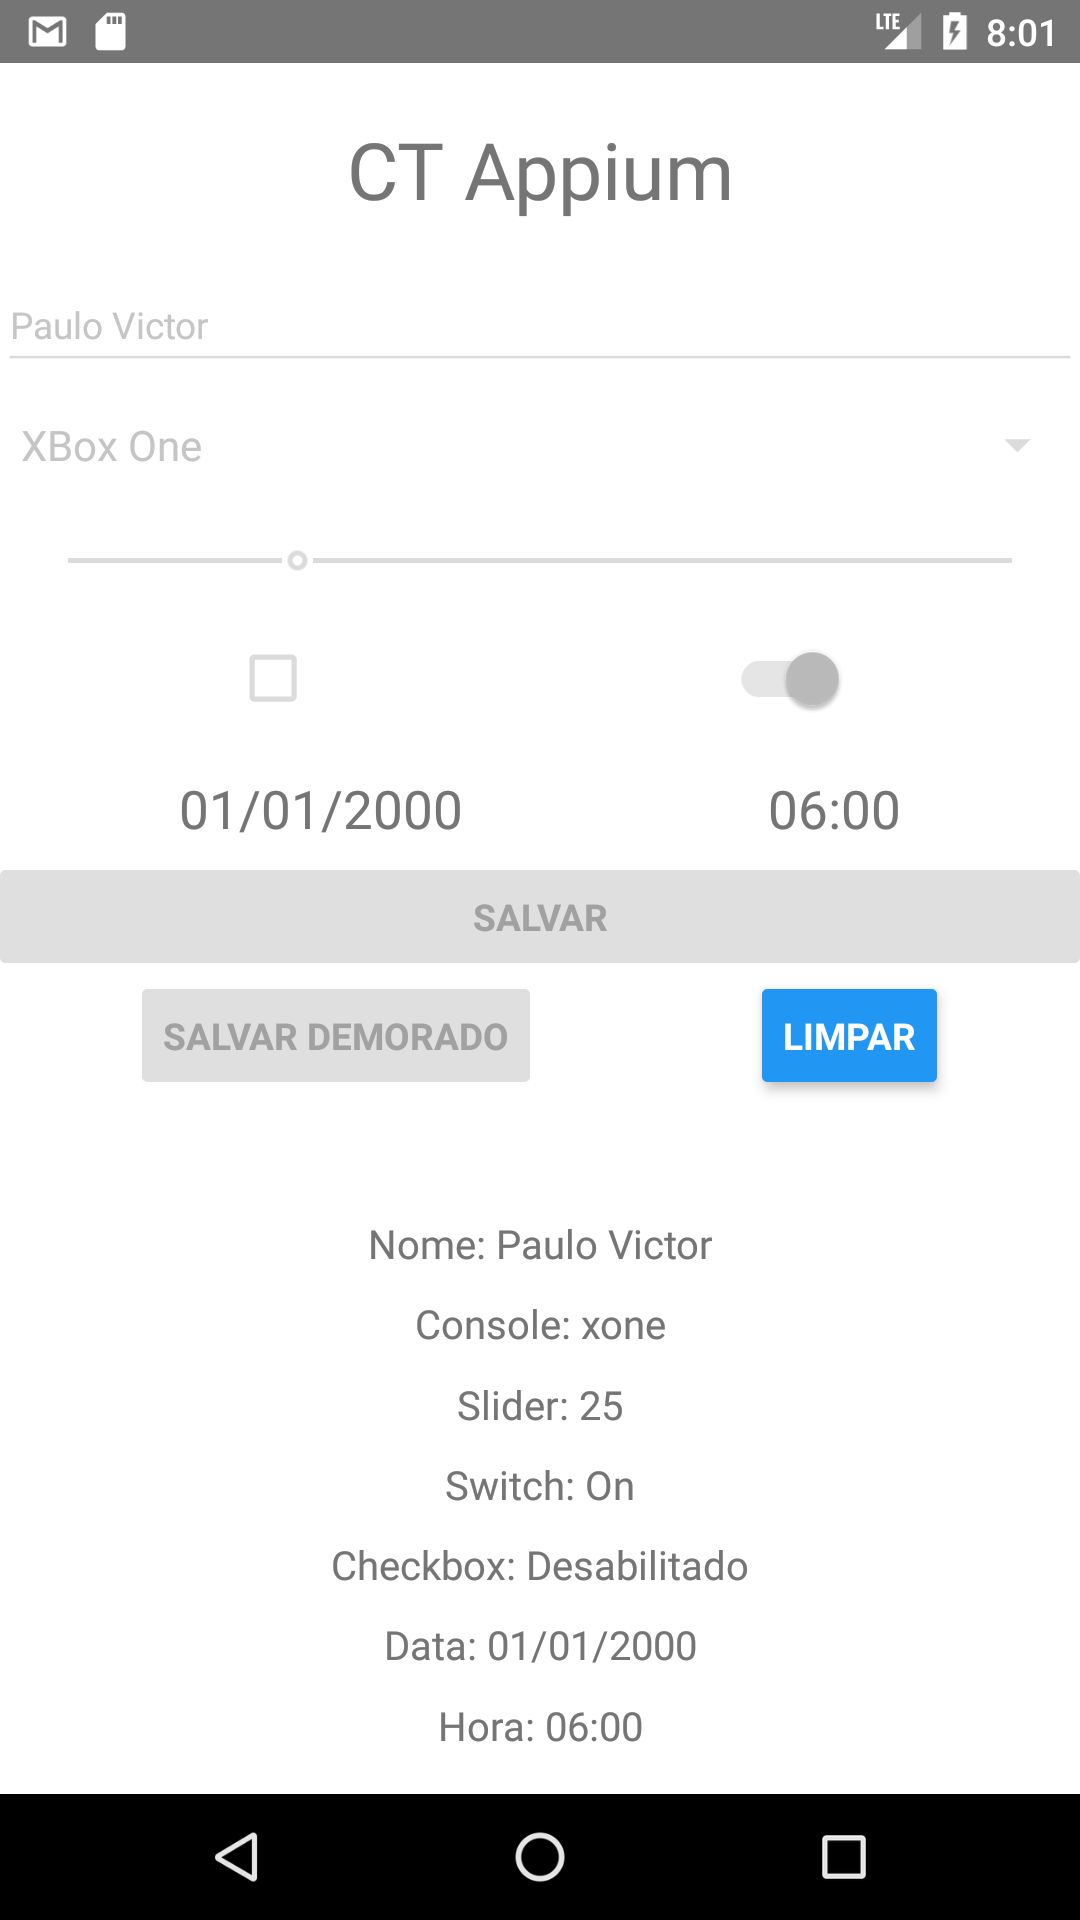 LTE 8:01
CT Appium
Paulo Victor
XBox One
01/01/2000 06:00
SALVAR
SALVAR DEMORADO LIMPAR
Nome: Paulo Victor
Console: xone
Slider: 25
Switch: On
Checkbox: Desabilitado
Data: 01/01/2000
Hora: 06:00